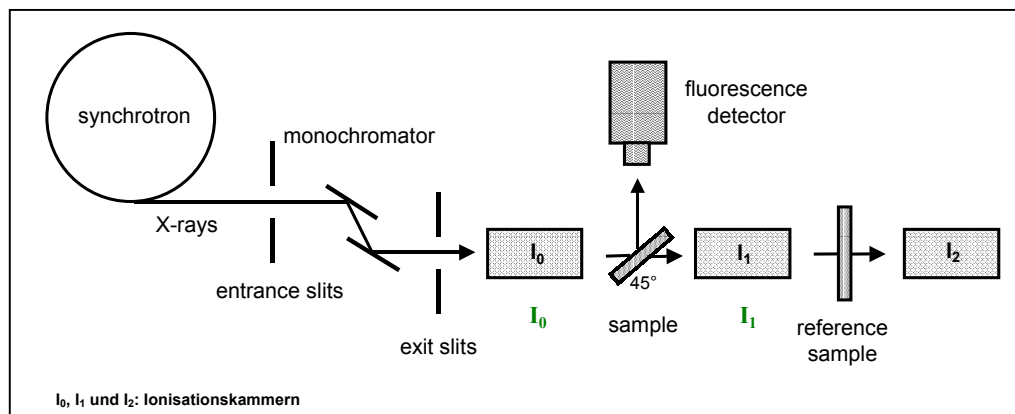 synchrotron
monochromator
fluorescence
detector
X-rays
entrance slits
exit slits
I₀
45°
I₁
I₂
I₀
sample
I₁
reference
sample
I₀, I₁ und I₂: Ionisationskammern